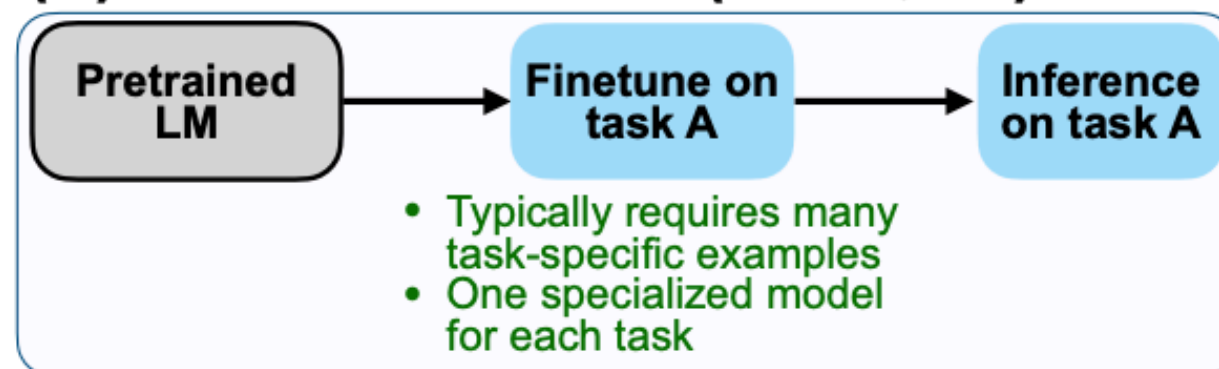 Pretrained
LM
Finetune on
task A
Inference
on task A
• Typically requires many
task-specific examples
• One specialized model
for each task